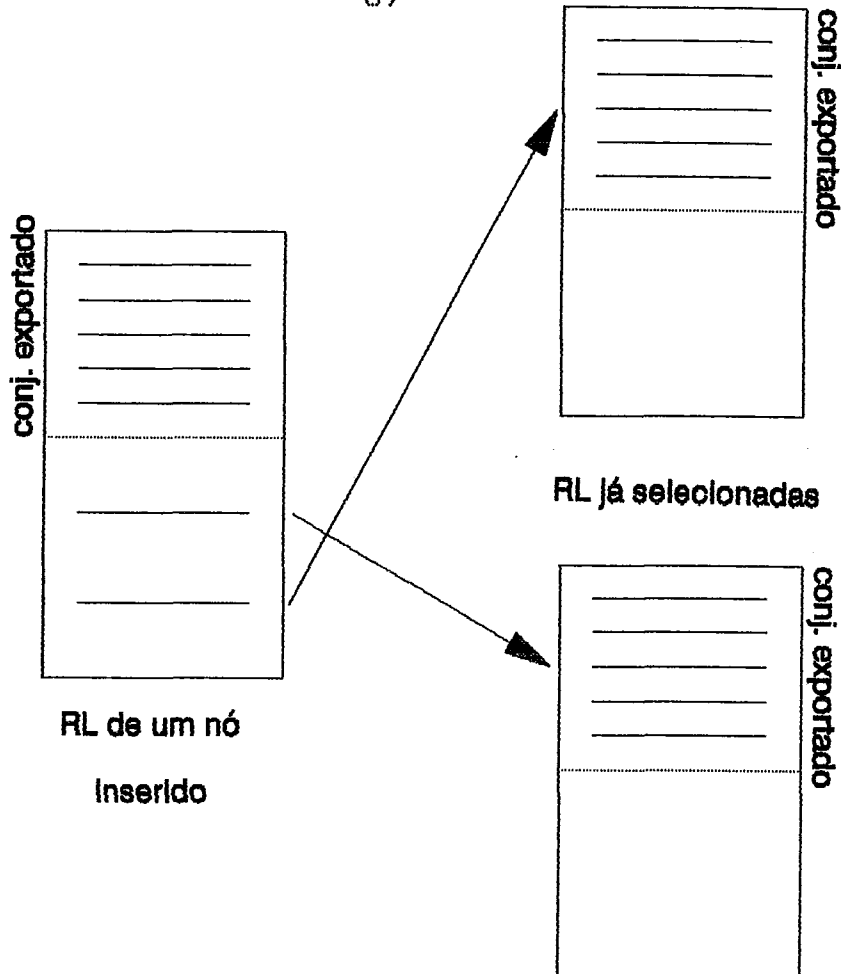 conj. exportado
conj. exportado
RL já selecionadas
conj. exportado
RL de um nó
Inserido